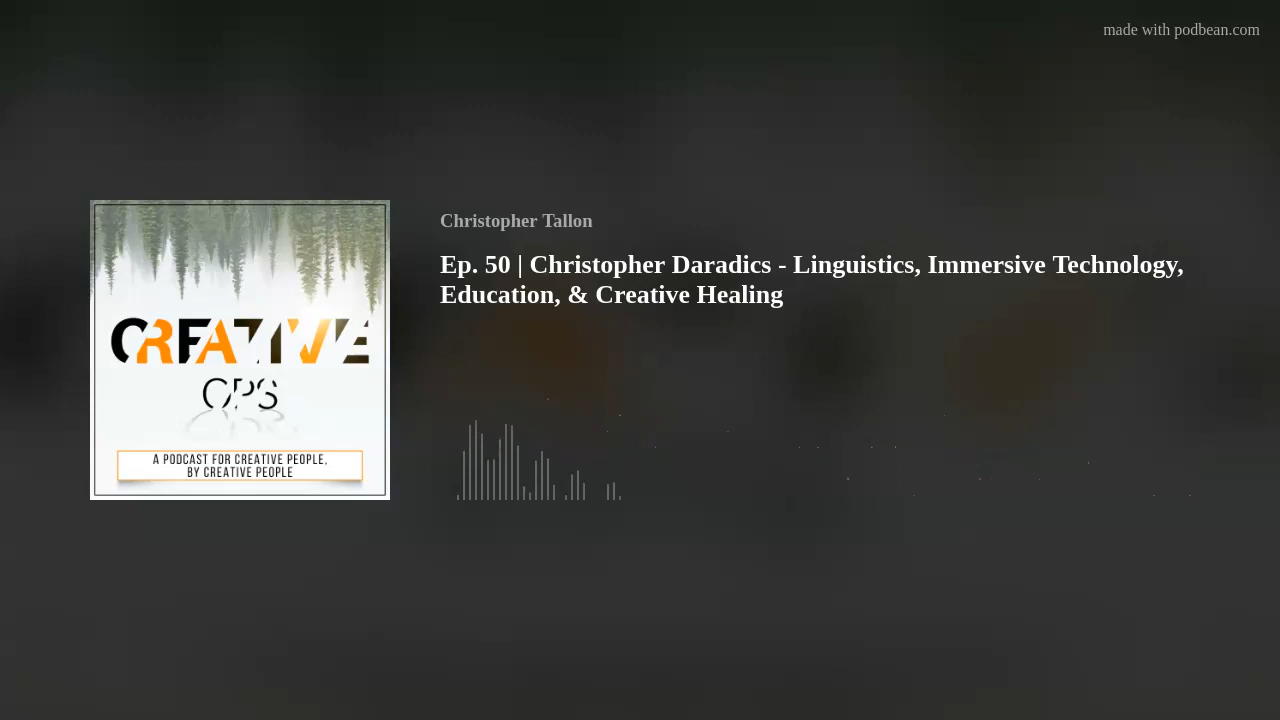 made with podbean.com
Christopher Tallon
Ep. 50 | Christopher Daradics - Linguistics, Immersive Technology,
Education, & Creative Healing
CREATIVE
OPS
A PODCAST FOR CREATIVE PEOPLE,
BY CREATIVE PEOPLE